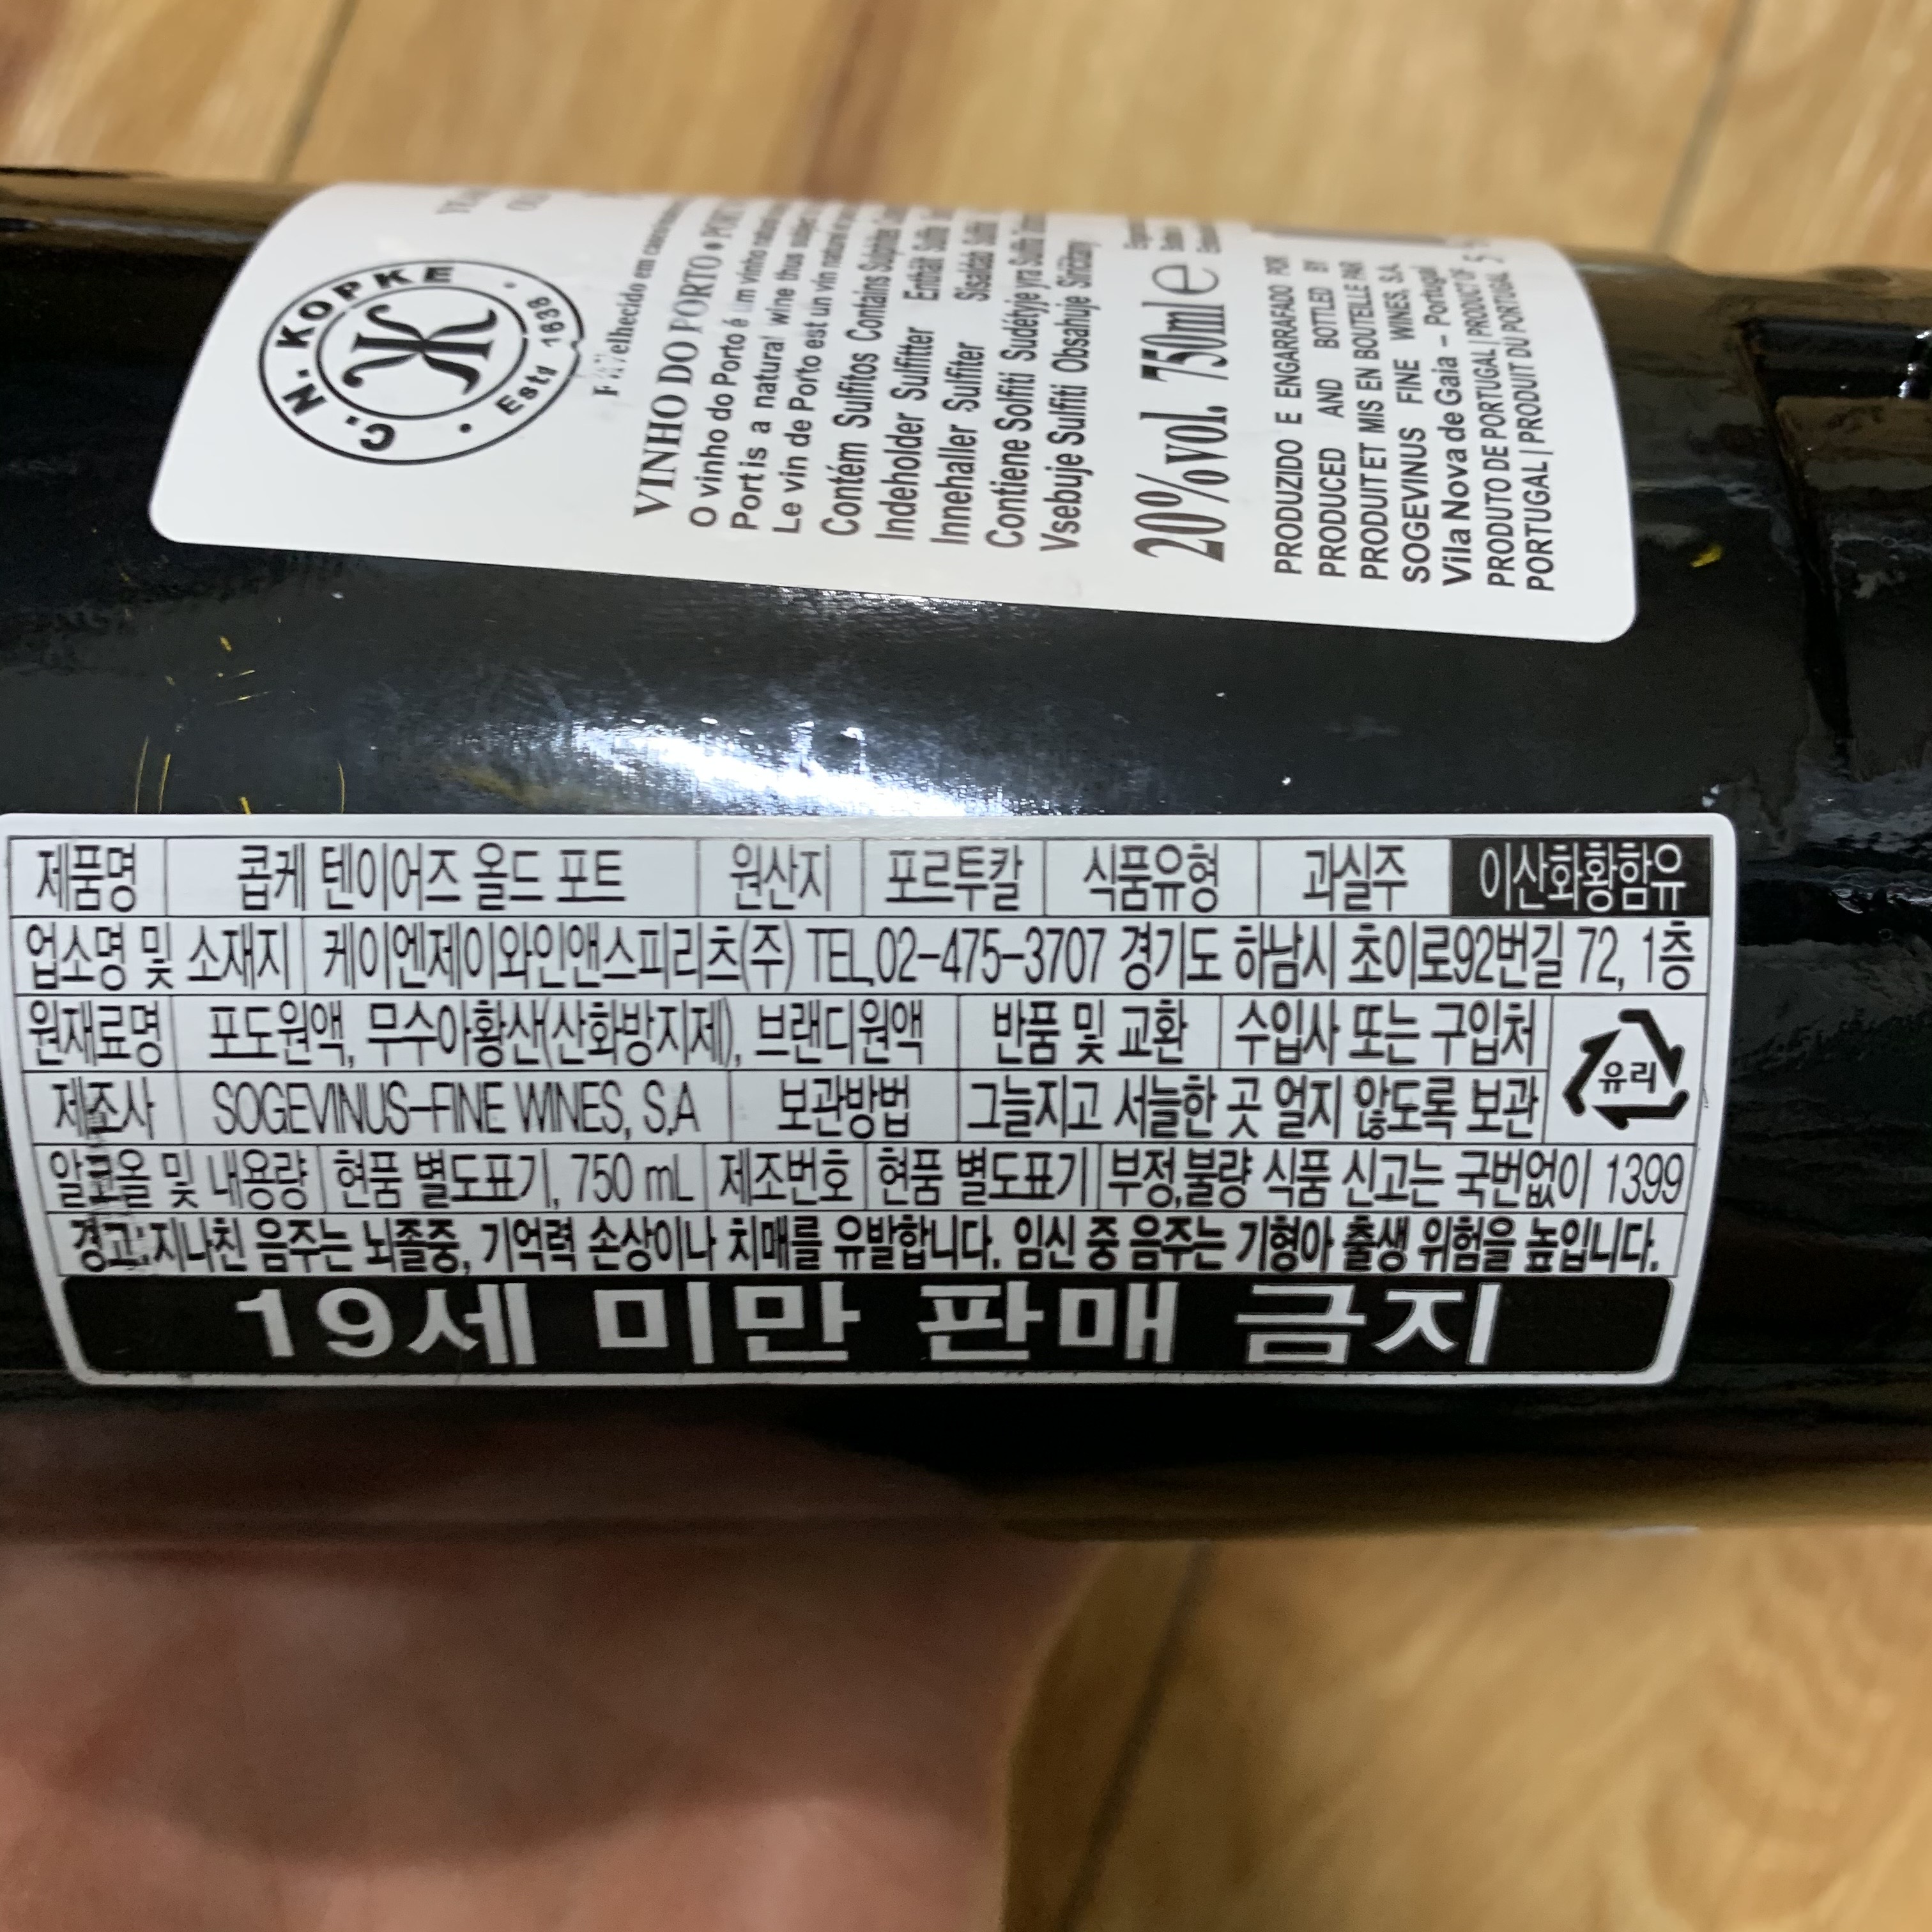 C. N. KOPKE
Estd 1638
VINHO DO PORTO •
O vinho do Porto é um vinho
Port is a natural wine thus
Le vin de Porto est un vin
Contém Sulfitos Contains
Indeholder Sulfitter Enthält
Innehaller Sulfiter Sisaldab
Contiene Solfiti Sudétyje yra
Vsebuje Sulfiti Obsahuje Siričitany
20%vol. 750ml e
PRODUZIDO E ENGARRAFADO POR
PRODUCED AND BOTTLED BY
PRODUIT ET MIS EN BOUTEILLE PAR
SOGEVINUS FINE WINES, S.A.
Vila Nova de Gaia – Portugal
PRODUTO DE PORTUGAL | PRODUCT OF
PORTUGAL | PRODUIT DU PORTUGAL
제품명 콥케 텐이어즈 올드 포트 원산지 포르투칼 식품유형 과실주 이산화황함유
업소명 및 소재지 케이엔제이와인앤스피리츠(주) TEL.02-475-3707 경기도 하남시 초이로92번길 72, 1층
원재료명 포도원액, 무수아황산(산화방지제), 브랜디원액 반품 및 교환 수입사 또는 구입처
유리
제조사 SOGEVINUS-FINE WINES, S.A 보관방법 그늘지고 서늘한 곳 얼지 않도록 보관
알코올 및 내용량 현품 별도표기, 750 mL 제조번호 현품 별도표기 부정,불량 식품 신고는 국번없이 1399
경고:지나친 음주는 뇌졸중, 기억력 손상이나 치매를 유발합니다. 임신 중 음주는 기형아 출생 위험을 높입니다.
19세 미만 판매 금지